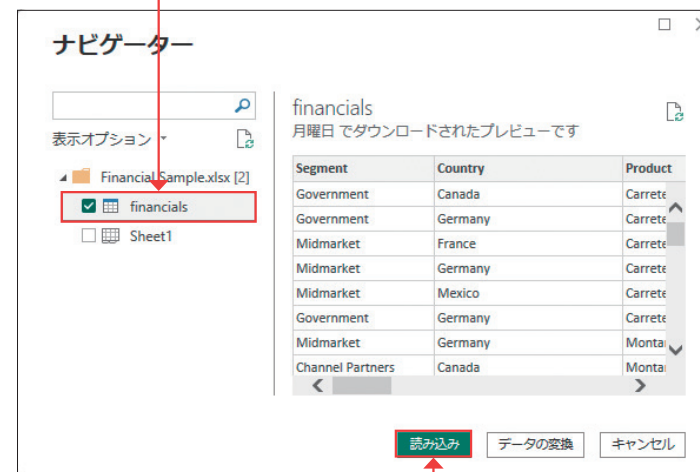 ナビゲーター
financials
月曜日 でダウンロードされたプレビューです
表示オプション
Financial Sample.xlsx [2]
financials
Sheet1
Segment Country Product
Government Canada Carrete
Government Germany Carrete
Midmarket France Carrete
Midmarket Germany Carrete
Midmarket Mexico Carrete
Government Germany Carrete
Midmarket Germany Monta
Channel Partners Canada Monta
読み込み データの変換 キャンセル